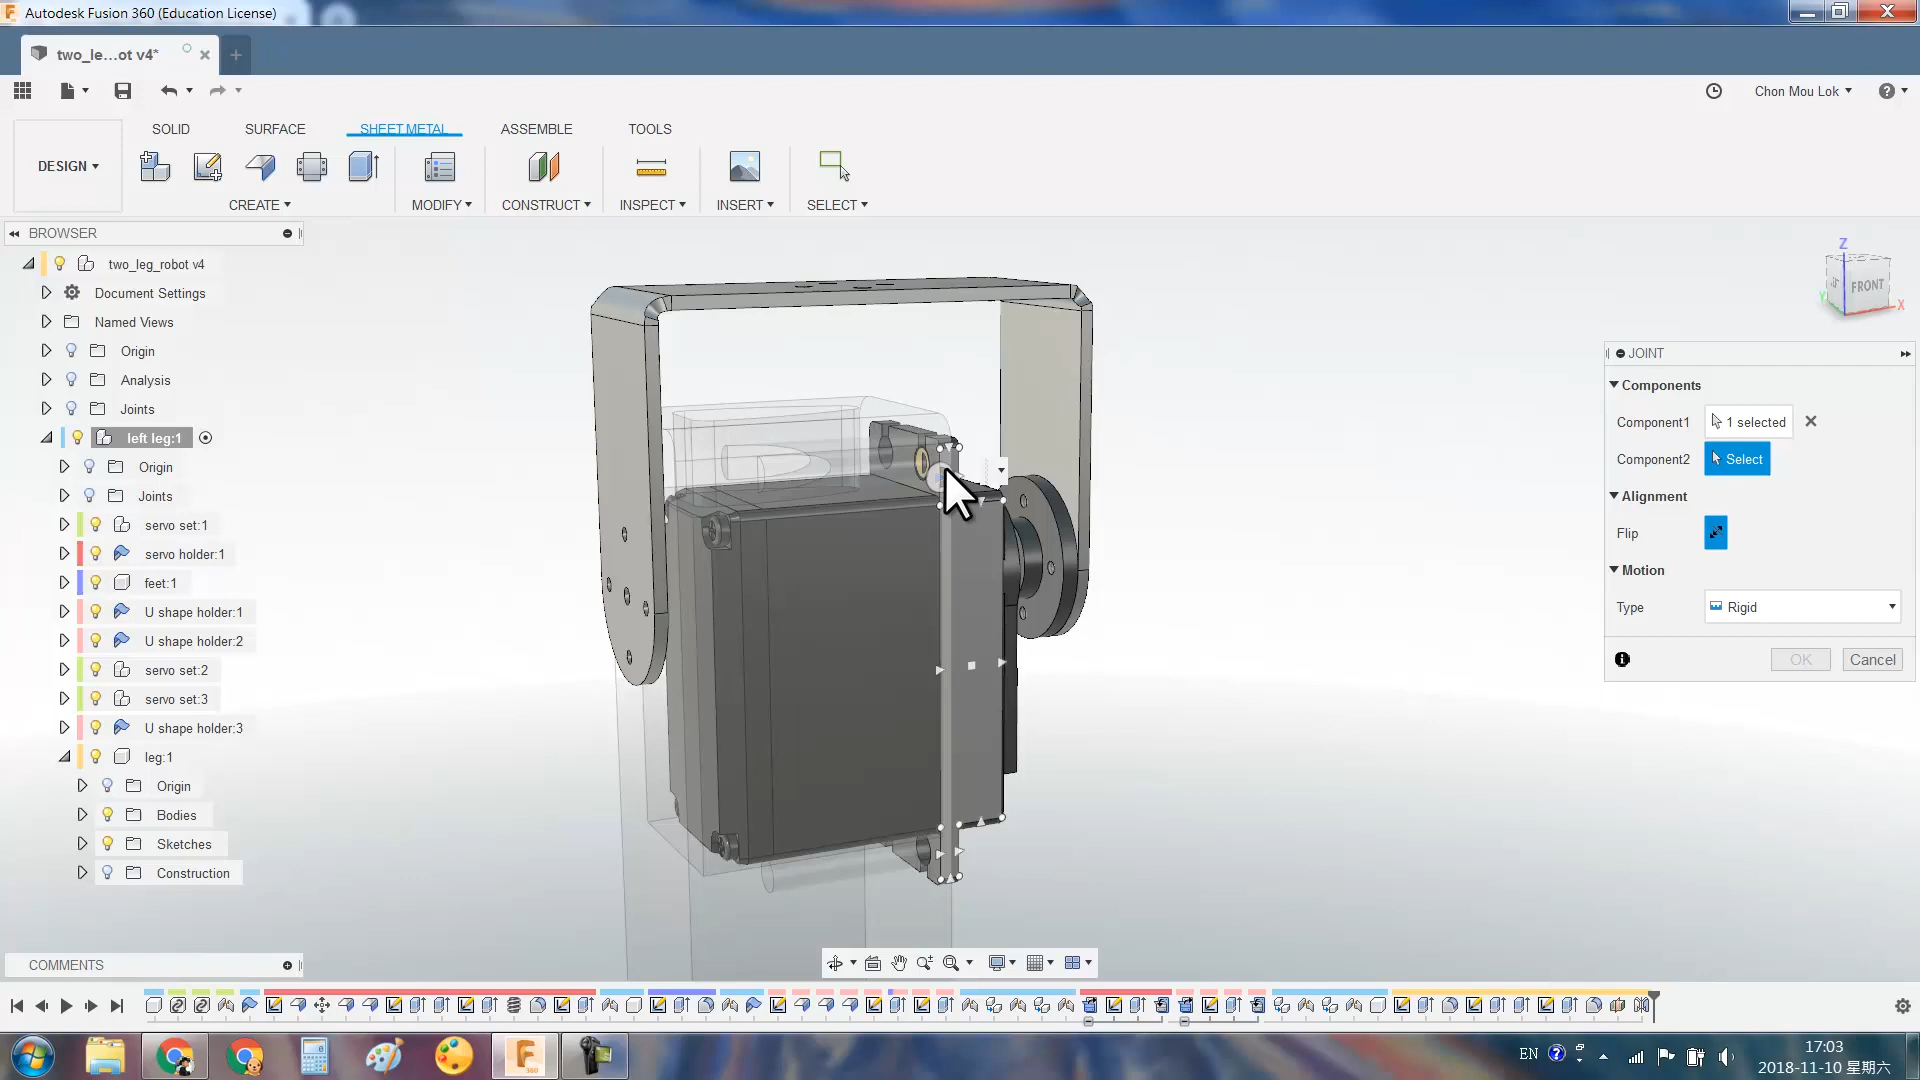 Autodesk Fusion 360 (Education License)
two_le...ot v4*
Chon Mou Lok
DESIGN
SOLID SURFACE SHEET METAL ASSEMBLE TOOLS
CREATE MODIFY CONSTRUCT INSPECT INSERT SELECT
BROWSER
two_leg_robot v4
Document Settings
Named Views
Origin
Analysis
Joints
left leg:1
Origin
Joints
servo set:1
servo holder:1
feet:1
U shape holder:1
U shape holder:2
servo set:2
servo set:3
U shape holder:3
leg:1
Origin
Bodies
Sketches
Construction
COMMENTS
Z
FRONT
X
Y
JOINT
Components
Component1 1 selected
Component2 Select
Alignment
Flip
Motion
Type Rigid
OK Cancel
EN
17:03
2018-11-10 星期六